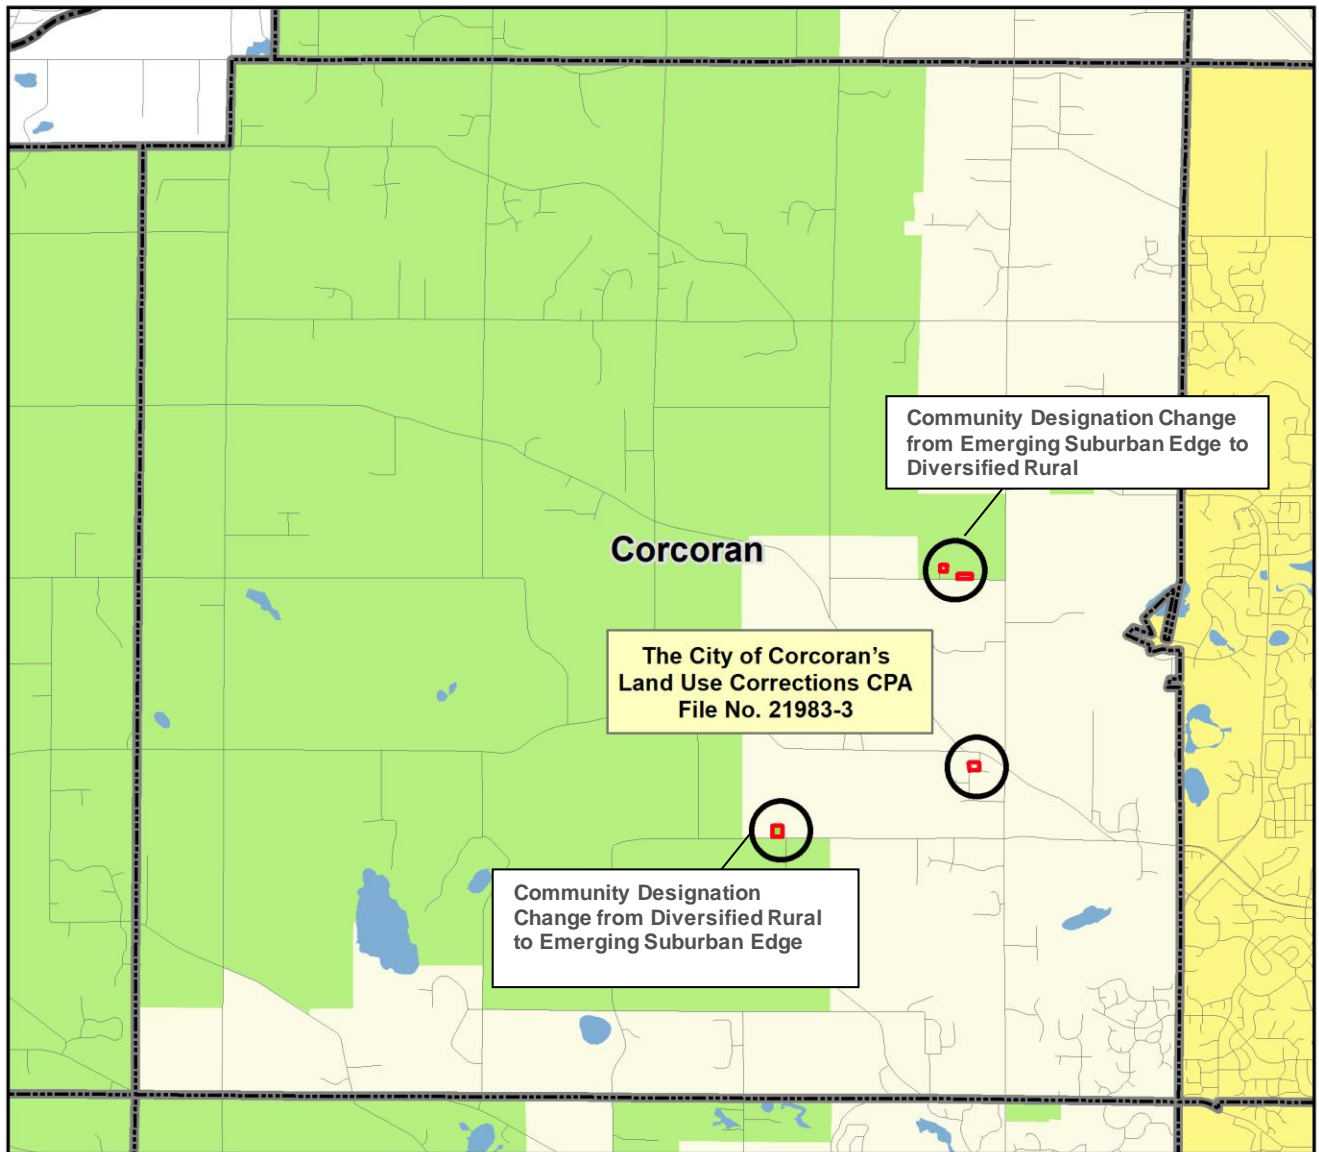 Community Designation Change
from Emerging Suburban Edge to
Diversified Rural
Corcoran
The City of Corcoran’s
Land Use Corrections CPA
File No. 21983-3
Community Designation
Change from Diversified Rural
to Emerging Suburban Edge